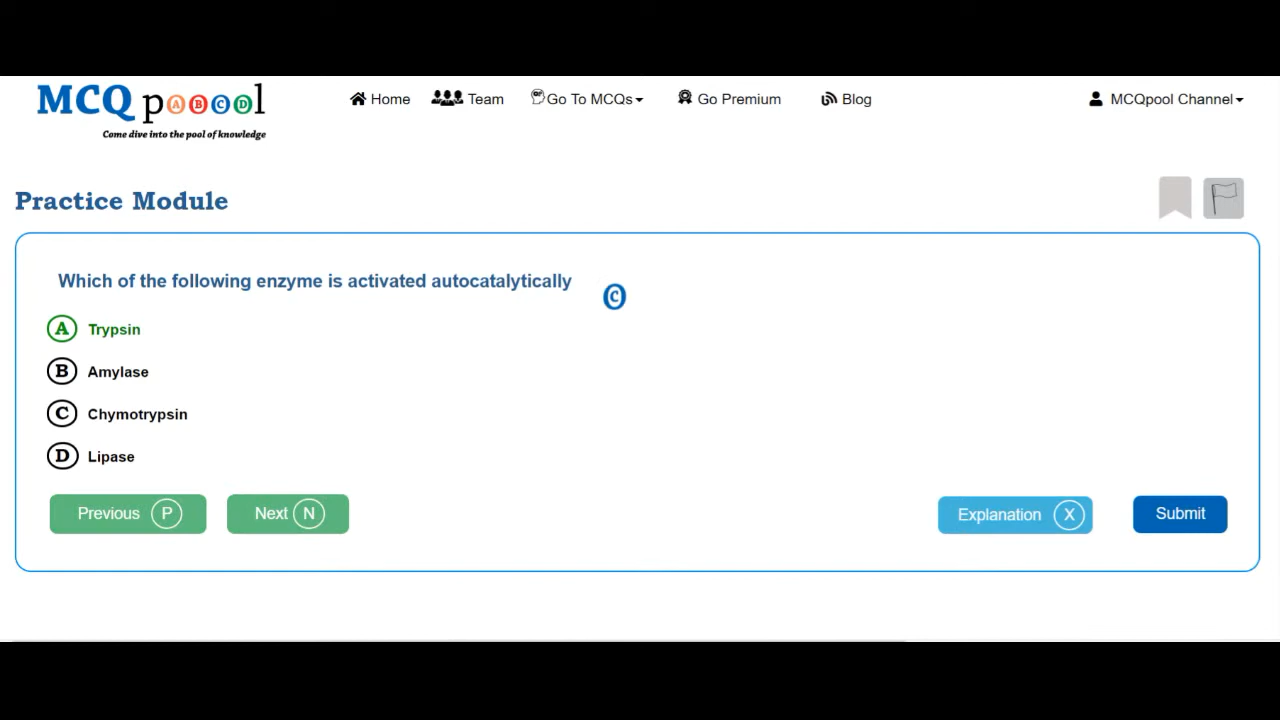 MCQ pABCDl
Come dive into the pool of knowledge
Home Team Go To MCQs Go Premium Blog MCQpool Channel
Practice Module
Which of the following enzyme is activated autocatalytically C
A Trypsin
B Amylase
C Chymotrypsin
D Lipase
Previous P Next N Explanation X Submit